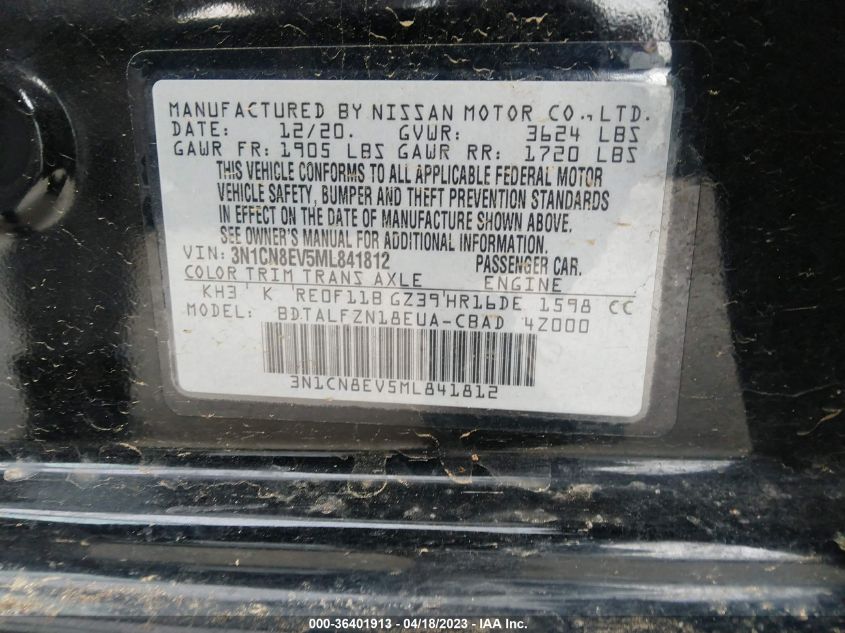 MANUFACTURED BY NISSAN MOTOR CO., LTD.
DATE: 12/20. GVWR: 3624 LBS
GAWR FR: 1905 LBS GAWR RR: 1720 LBS
THIS VEHICLE CONFORMS TO ALL APPLICABLE FEDERAL MOTOR
VEHICLE SAFETY, BUMPER AND THEFT PREVENTION STANDARDS
IN EFFECT ON THE DATE OF MANUFACTURE SHOWN ABOVE.
SEE OWNER'S MANUAL FOR ADDITIONAL INFORMATION.
VIN: 3N1CN8EV5ML841812 PASSENGER CAR.
COLOR TRIM TRANS AXLE ENGINE
KH3 K RE0F11B GZ39 HR16DE 1598 CC
MODEL: BDTALFZN18EUA-CBAD 4Z000
3N1CN8EV5ML841812
000-36401913 - 04/18/2023 - CBA Inc.